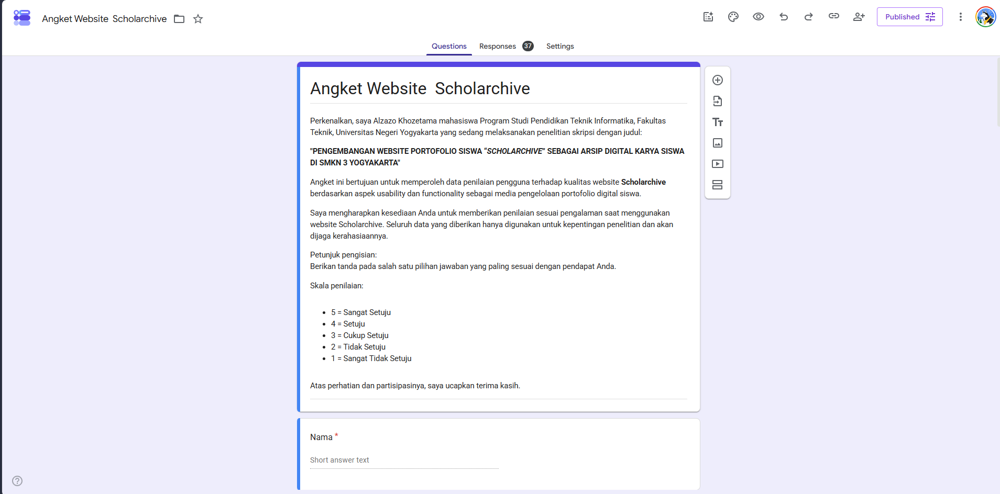 Angket Website  Scholarchive
Published
Questions
Responses 37
Settings
Angket Website  Scholarchive
Perkenalkan, saya Alzazo Khozetama mahasiswa Program Studi Pendidikan Teknik Informatika, Fakultas
Teknik, Universitas Negeri Yogyakarta yang sedang melaksanakan penelitian skripsi dengan judul:
"PENGEMBANGAN WEBSITE PORTOFOLIO SISWA “SCHOLARCHIVE” SEBAGAI ARSIP DIGITAL KARYA SISWA
DI SMKN 3 YOGYAKARTA"
Angket ini bertujuan untuk memperoleh data penilaian pengguna terhadap kualitas website Scholarchive
berdasarkan aspek usability dan functionality sebagai media pengelolaan portofolio digital siswa.
Saya mengharapkan kesediaan Anda untuk memberikan penilaian sesuai pengalaman saat menggunakan
website Scholarchive. Seluruh data yang diberikan hanya digunakan untuk kepentingan penelitian dan akan
dijaga kerahasiaannya.
Petunjuk pengisian:
Berikan tanda pada salah satu pilihan jawaban yang paling sesuai dengan pendapat Anda.
Skala penilaian:
• 5 = Sangat Setuju
• 4 = Setuju
• 3 = Cukup Setuju
• 2 = Tidak Setuju
• 1 = Sangat Tidak Setuju
Atas perhatian dan partisipasinya, saya ucapkan terima kasih.
Nama *
Short answer text